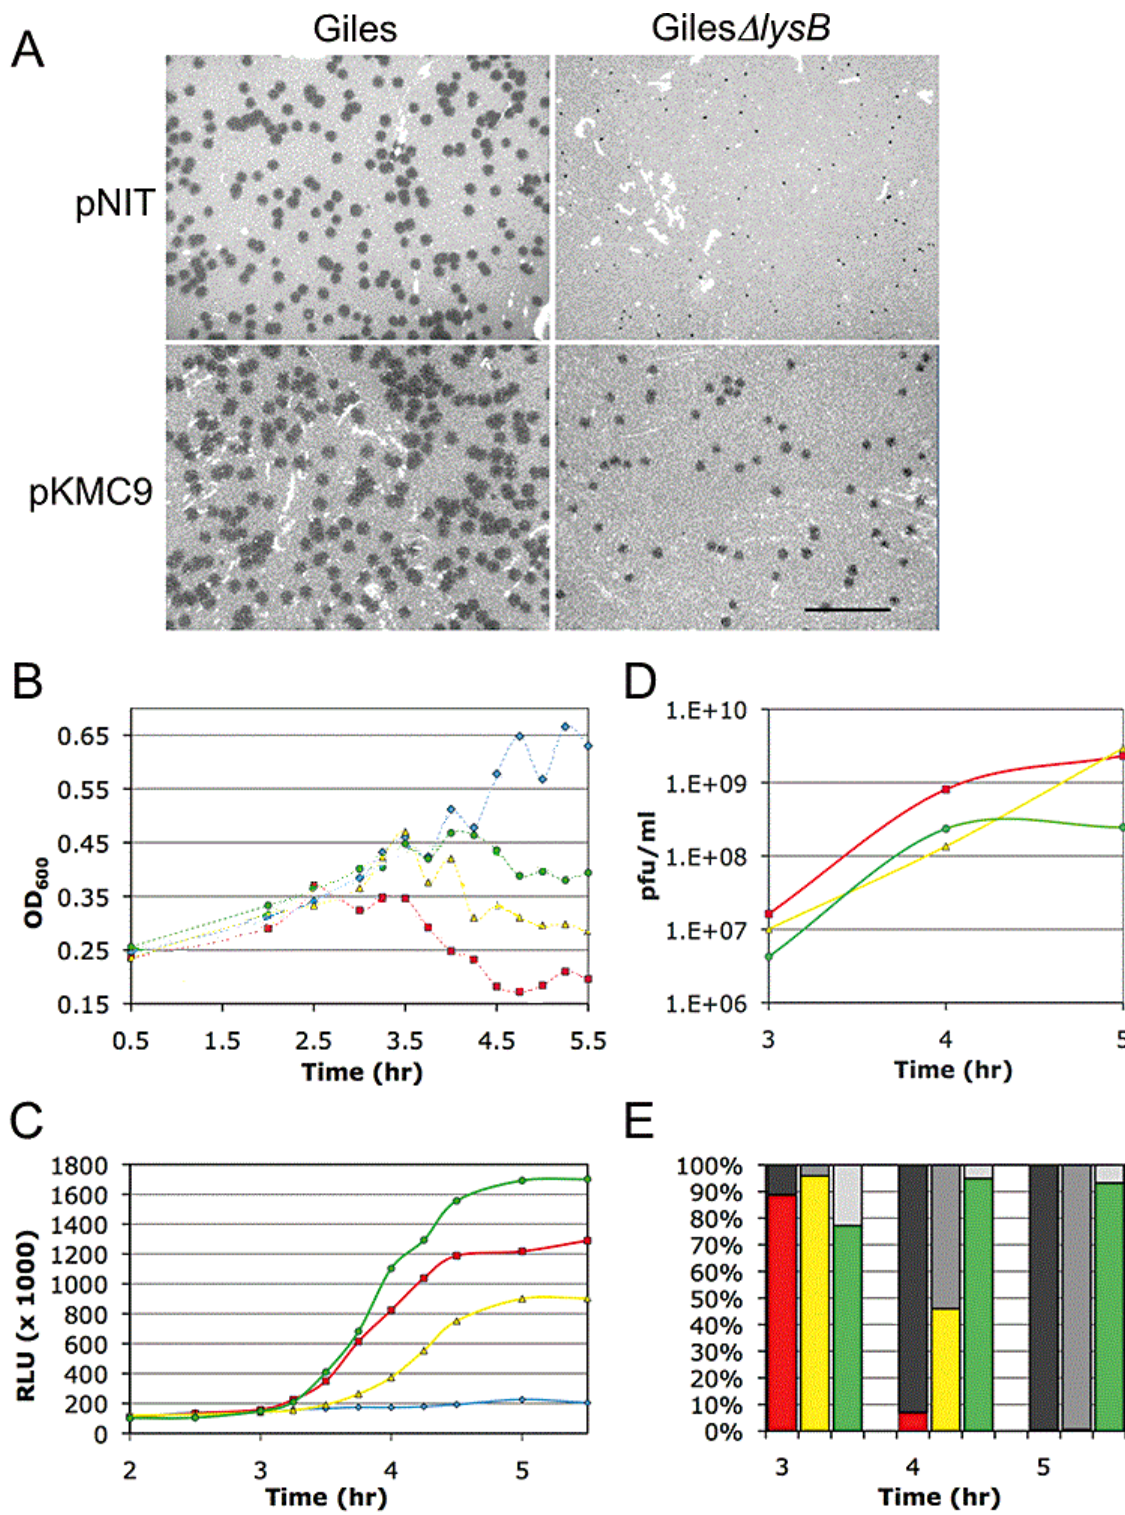 A
Giles
GilesΔlysB
pNIT
pKMC9
B
0.65
0.55
0.45
0.35
0.25
0.15
OD600
0.5 1.5 2.5 3.5 4.5 5.5
Time (hr)
D
1.E+10
1.E+09
1.E+08
1.E+07
1.E+06
pfu/ml
3 4 5
Time (hr)
C
1800
1600
1400
1200
1000
800
600
400
200
0
RLU (x 1000)
2 3 4 5
Time (hr)
E
100%
90%
80%
70%
60%
50%
40%
30%
20%
10%
0%
3 4 5
Time (hr)